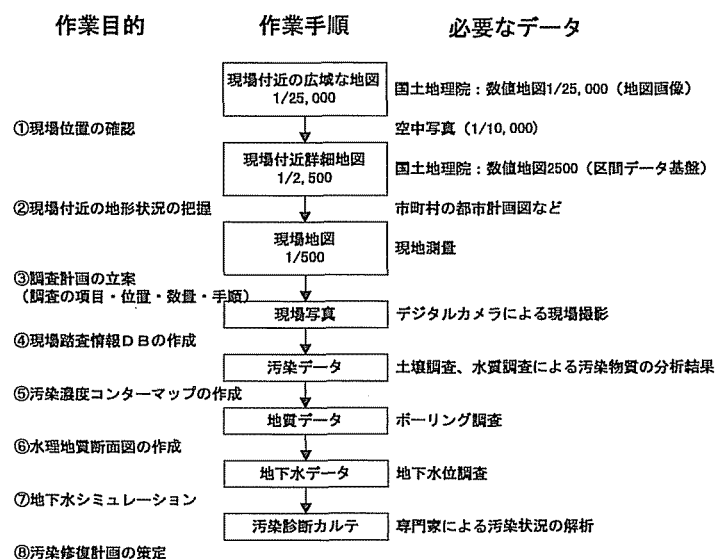 作業目的 作業手順 必要なデータ
現場付近の広域な地図
1/25,000
国土地理院：数値地図1/25,000（地図画像）
①現場位置の確認
空中写真（1/10,000）
現場付近詳細地図
1/2,500
国土地理院：数値地図2500（区間データ基盤）
②現場付近の地形状況の把握
市町村の都市計画図など
現場地図
1/500
現地測量
③調査計画の立案
（調査の項目・位置・数量・手順）
現場写真
デジタルカメラによる現場撮影
④現場踏査情報ＤＢの作成
汚染データ
土壌調査、水質調査による汚染物質の分析結果
⑤汚染濃度コンターマップの作成
地質データ
ボーリング調査
⑥水理地質断面図の作成
地下水データ
地下水位調査
⑦地下水シミュレーション
汚染診断カルテ
専門家による汚染状況の解析
⑧汚染修復計画の策定